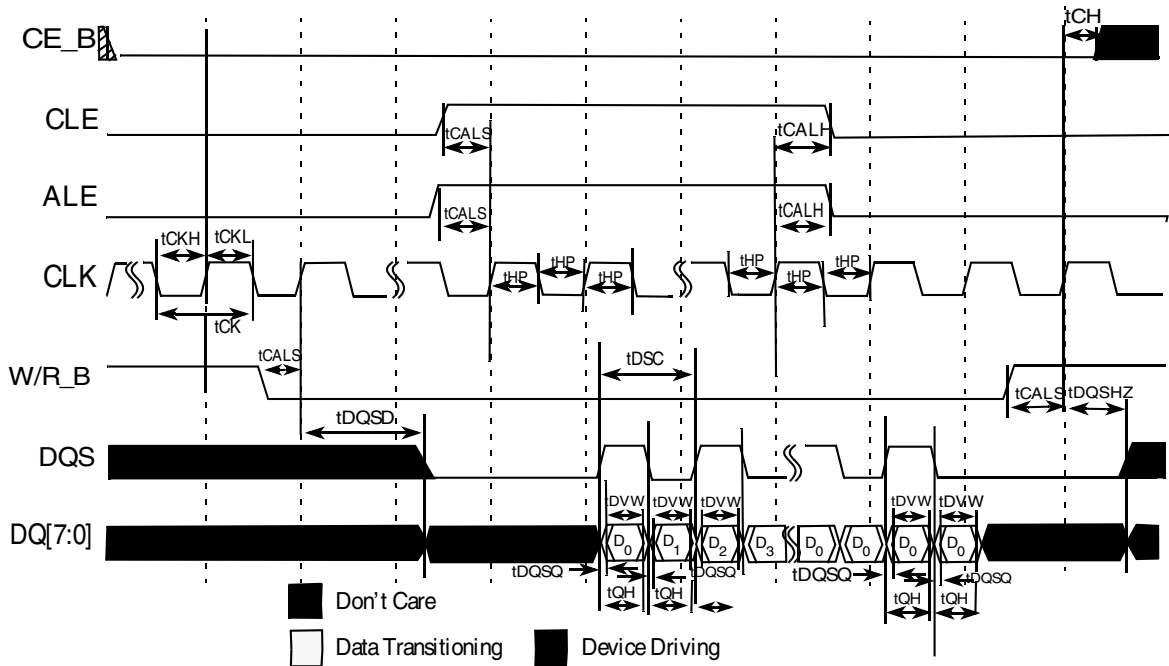 tCH
CE_B
CLE
tCALS
tCALH
ALE
tCALS
tCALH
tCKH tCKL
CLK
tHP tHP tHP tHP tHP tHP
tCK
tCALS
tDSC
W/R_B
tCALS tDQSHZ
tDQSD
DQS
tDVW tDVW tDVW tDVW tDVW
DQ[7:0]
D0 D1 D2 D3 D0 D0 D0 D0
tDQSQ tDQSQ tDQSQ tDQSQ
tQH tQH tQH tQH
Don't Care
Data Transitioning Device Driving